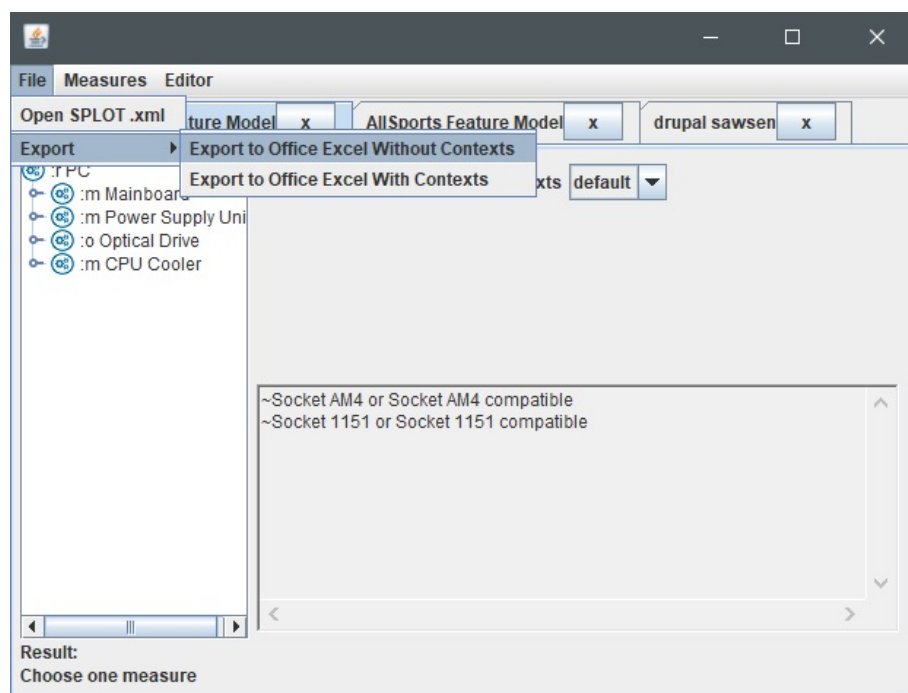 File Measures Editor
Open SPLOT .xml
ture Model x AllSports Feature Model x drupal sawsen x
Export
Export to Office Excel Without Contexts
Export to Office Excel With Contexts
xts default
:r PC
:m Mainboard
:m Power Supply Uni
:o Optical Drive
:m CPU Cooler
~Socket AM4 or Socket AM4 compatible
~Socket 1151 or Socket 1151 compatible
Result:
Choose one measure